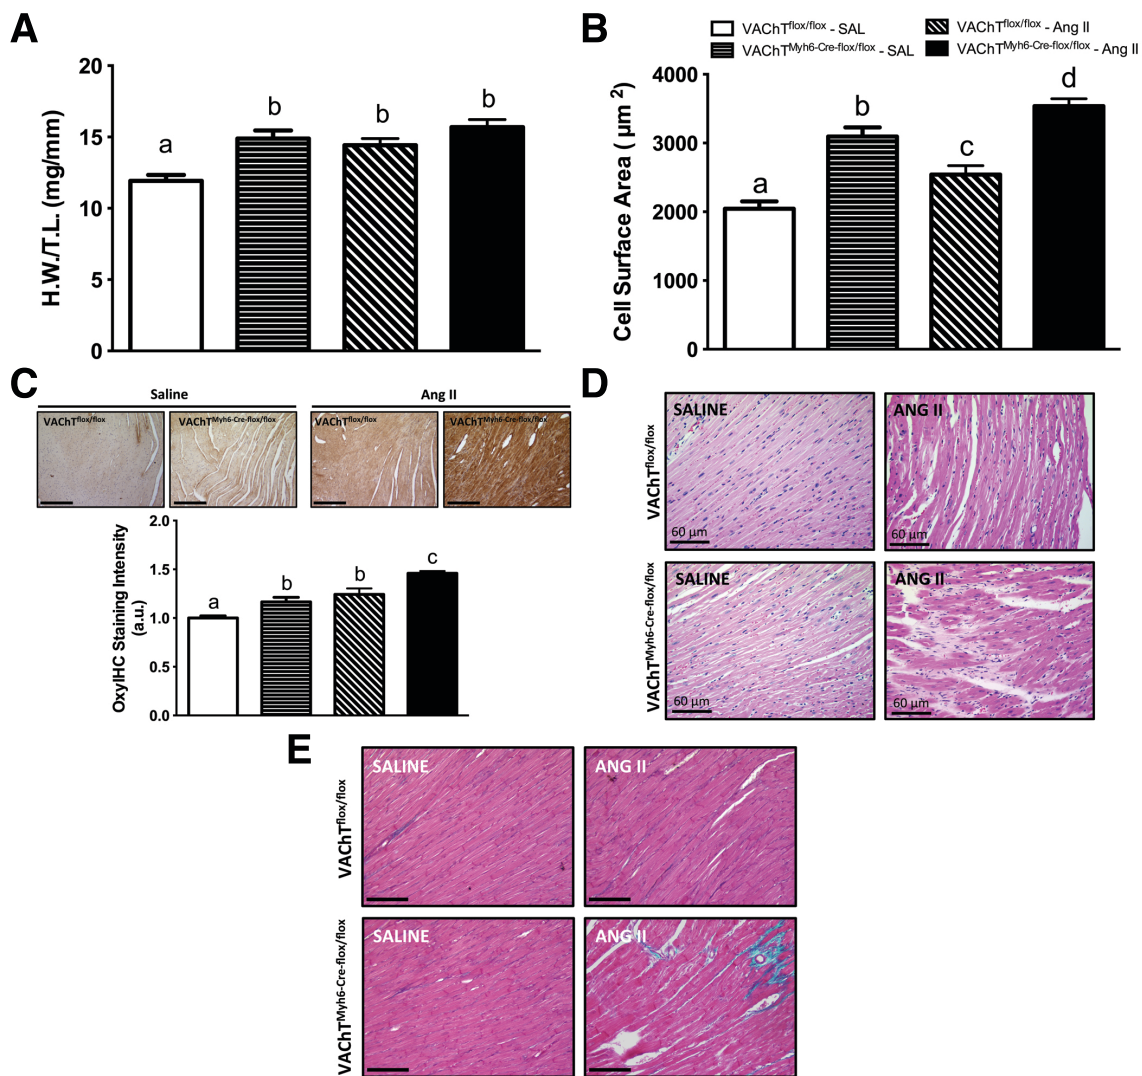 A
H.W./T.L. (mg/mm)
20
15
10
5
0
a
b
b
b
B
VAChTflox/flox - SAL
VAChTMyh6-Cre-flox/flox - SAL
VAChTflox/flox - Ang II
VAChTMyh6-Cre-flox/flox - Ang II
Cell Surface Area ( µm 2)
4000
3000
2000
1000
0
a
b
c
d
C
Saline
Ang II
VAChTflox/flox
VAChTMyh6-Cre-flox/flox
VAChTflox/flox
VAChTMyh6-Cre-flox/flox
OxyIHC Staining Intensity
(a.u.)
2.0
1.5
1.0
0.5
0.0
a
b
b
c
D
VAChTflox/flox
SALINE
60 µm
ANG II
60 µm
VAChTMyh6-Cre-flox/flox
SALINE
60 µm
ANG II
60 µm
E
VAChTflox/flox
SALINE
ANG II
VAChTMyh6-Cre-flox/flox
SALINE
ANG II